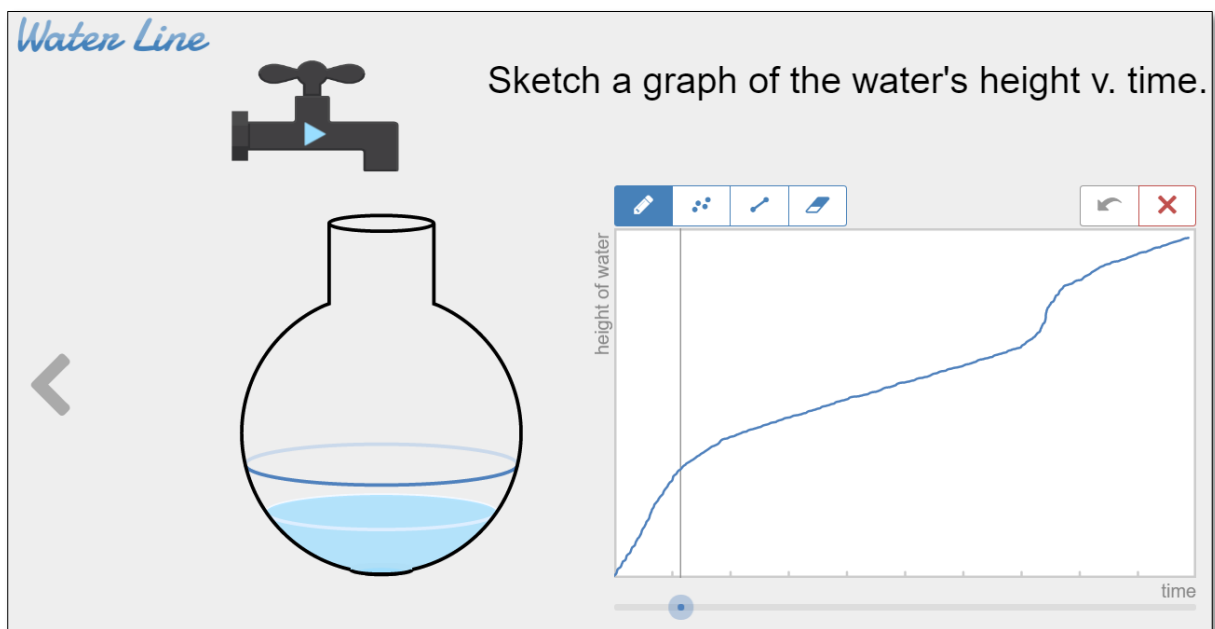 Water Line
Sketch a graph of the water's height v. time.
height of water
time